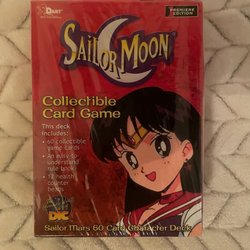 DART
PREMIERE
EDITION
SAILOR MOON
Collectible
Card Game
This deck
includes:
• 60 collectible
game cards
• An easy-to-
understand
rule book
• 12 health
counter
beads
DIC
Sailor Mars 60 Card Character Deck